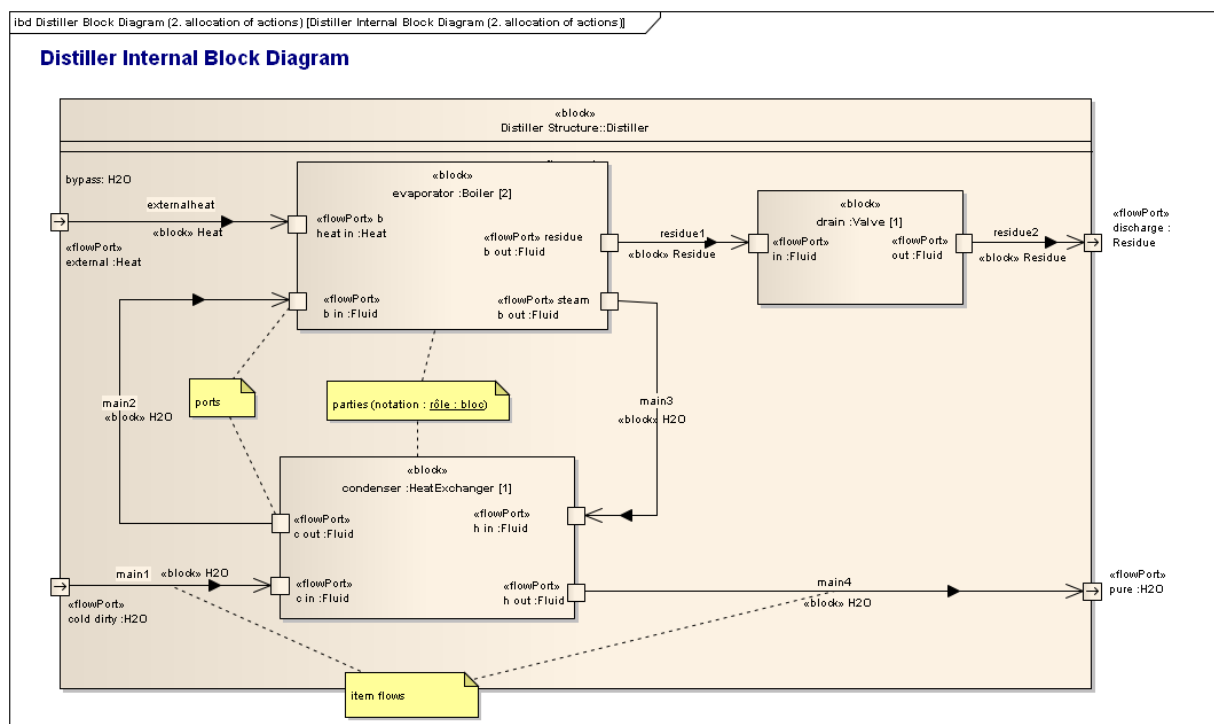 ibd Distiller Block Diagram (2. allocation of actions) [Distiller Internal Block Diagram (2. allocation of actions)]
Distiller Internal Block Diagram
«block»
Distiller Structure::Distiller
bypass: H2O
externalheat
«block» Heat
«flowPort»
external :Heat
«block»
evaporator :Boiler [2]
«flowPort» b
heat in :Heat
«flowPort» residue
b out :Fluid
«flowPort»
b in :Fluid
«flowPort» steam
b out :Fluid
residue1
«block» Residue
«block»
drain :Valve [1]
«flowPort»
in :Fluid
«flowPort»
out :Fluid
residue2
«block» Residue
«flowPort»
discharge :
Residue
ports
parties (notation : rôle : bloc)
main2
«block» H2O
main3
«block» H2O
«block»
condenser :HeatExchanger [1]
«flowPort»
c out :Fluid
«flowPort»
h in :Fluid
«flowPort»
c in :Fluid
«flowPort»
h out :Fluid
main1
«block» H2O
«flowPort»
cold dirty :H2O
main4
«block» H2O
«flowPort»
pure :H2O
item flows